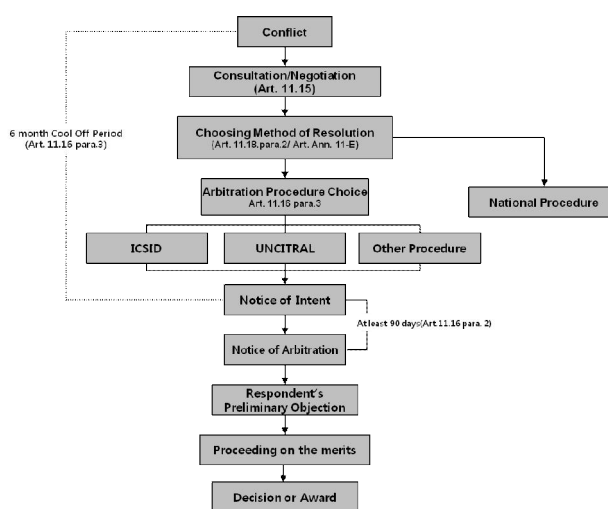 Conflict
Consultation/Negotiation
(Art. 11.15)
6 month Cool Off Period
(Art. 11.16 para.3)
Choosing Method of Resolution
(Art. 11.18.para.2/ Art. Ann. 11-E)
Arbitration Procedure Choice
Art. 11.16 para.3
National Procedure
ICSID
UNCITRAL
Other Procedure
Notice of Intent
At least 90 days(Art.11.16 para. 2)
Notice of Arbitration
Respondent's
Preliminary Objection
Proceeding on the merits
Decision or Award